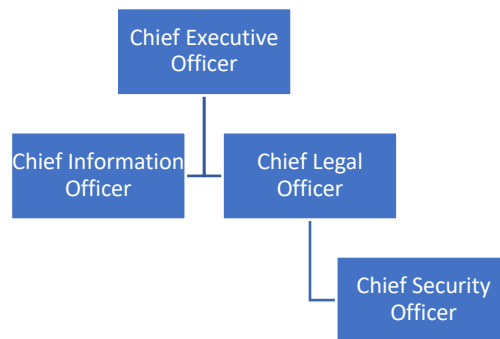 Chief Executive
Officer
Chief Information
Officer
Chief Legal
Officer
Chief Security
Officer